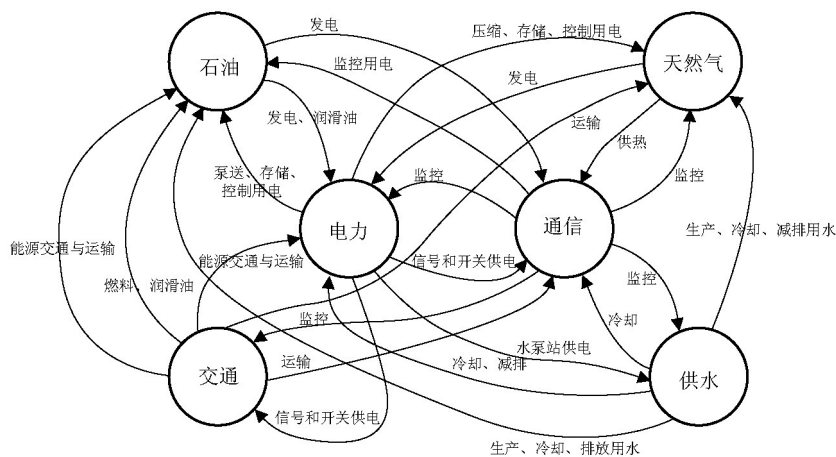 发电
压缩、存储、控制用电
石油
监控用电
天然气
发电
运输
发电、润滑油
供热
泵送、存储、
控制用电
监控
监控
电力
通信
生产、冷却、减排用水
能源交通与运输
能源交通与运输
信号和开关供电
燃料、润滑油
监控
监控
冷却
水泵站供电
运输
冷却、减排
交通
供水
信号和开关供电
生产、冷却、排放用水